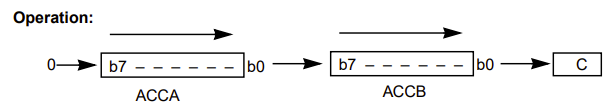 Operation:
0 b7 – – – – – – b0 b7 – – – – – – b0 C
ACCA ACCB